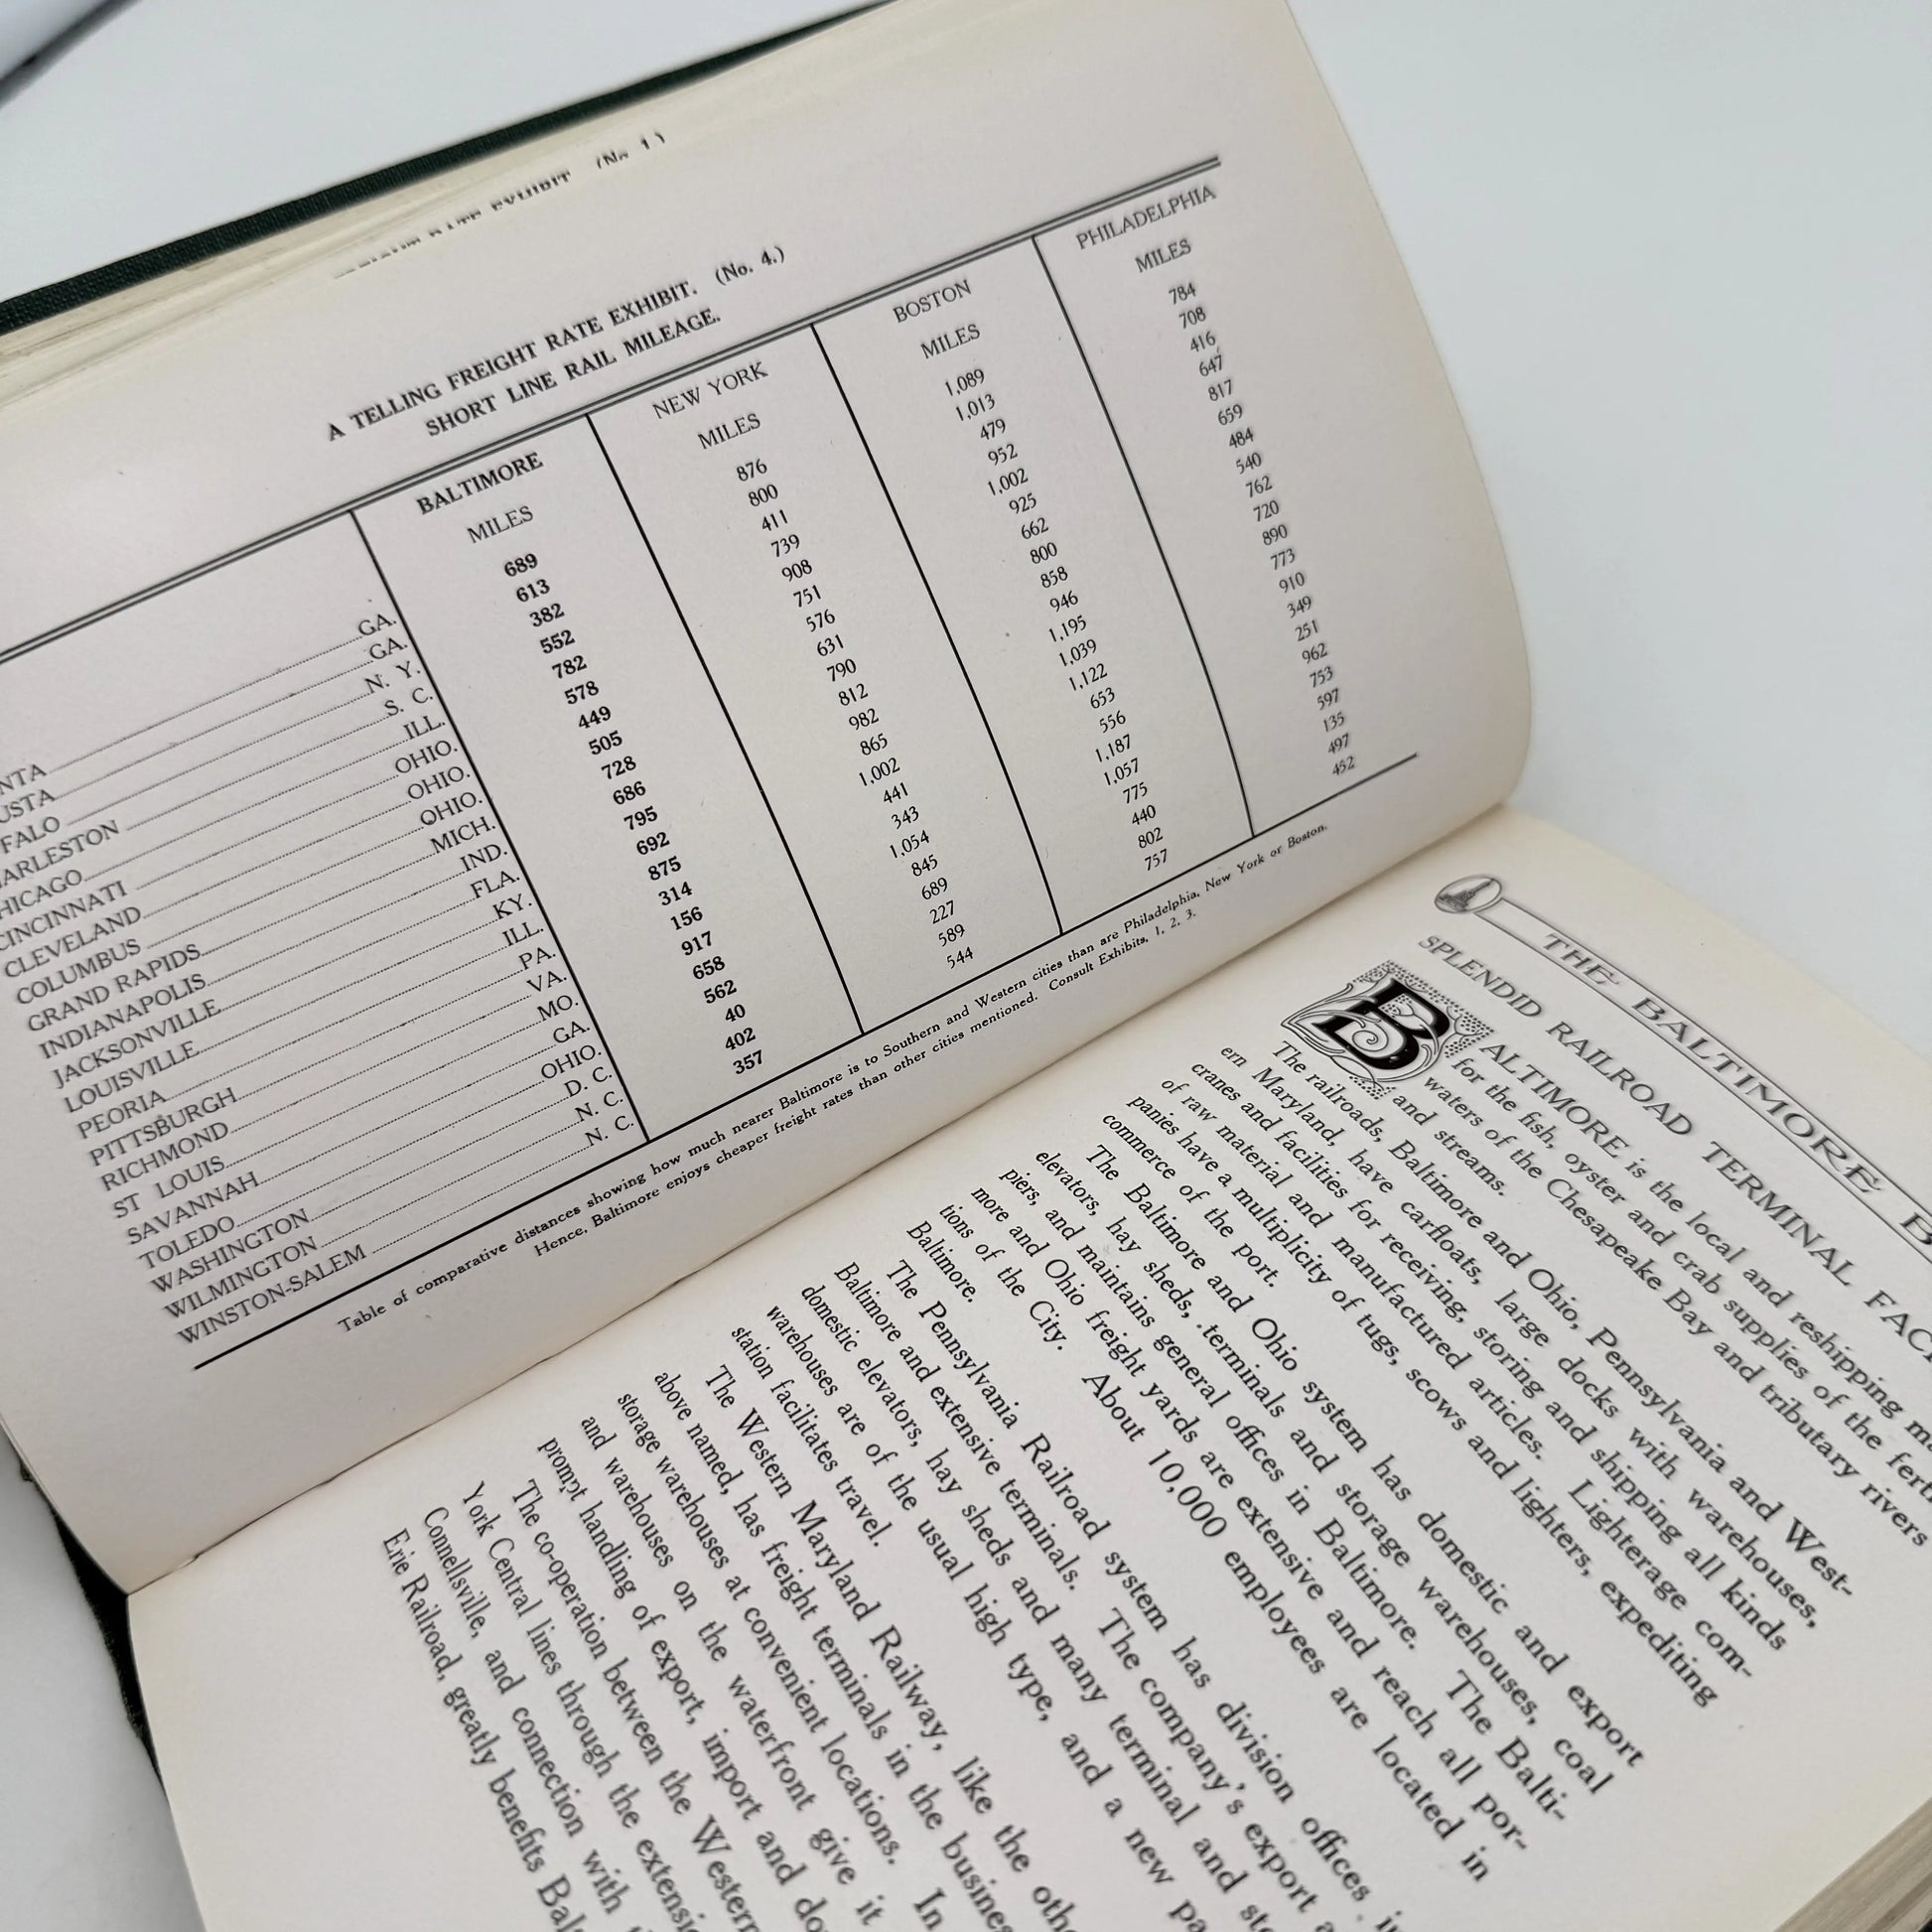 RATE EXHIBIT (No. 1)
A TELLING FREIGHT RATE EXHIBIT. (No. 4.)
SHORT LINE RAIL MILEAGE.
BALTIMORE NEW YORK BOSTON PHILADELPHIA
MILES MILES MILES MILES
NTA GA. 689 876 1,089 784
USTA GA. 613 800 1,013 708
FALO N. Y. 382 411 479 416
ARLESTON S. C. 552 739 952 647
HICAGO ILL. 782 908 1,002 817
CINCINNATI OHIO. 578 751 925 659
CLEVELAND OHIO. 449 576 662 484
COLUMBUS OHIO. 505 631 800 540
GRAND RAPIDS MICH. 728 790 858 762
INDIANAPOLIS IND. 686 812 946 720
JACKSONVILLE FLA. 795 982 1,195 890
LOUISVILLE KY. 692 865 1,039 773
PEORIA ILL. 875 1,002 1,122 910
PITTSBURGH PA. 314 441 653 349
RICHMOND VA. 156 343 556 251
ST LOUIS MO. 917 1,054 1,187 962
SAVANNAH GA. 658 845 1,057 753
TOLEDO OHIO. 562 689 775 597
WASHINGTON D. C. 40 227 440 135
WILMINGTON N. C. 402 589 802 497
WINSTON-SALEM N. C. 357 544 757 452
Table of comparative distances showing how much nearer Baltimore is to Southern and Western cities than are Philadelphia, New York or Boston.
Hence, Baltimore enjoys cheaper freight rates than other cities mentioned. Consult Exhibits, 1, 2, 3.
THE BALTIMORE B
SPLENDID RAILROAD TERMINAL FAC
BALTIMORE is the local and reshipping
for the fish, oyster and crab supplies of the fert
waters of the Chesapeake Bay and tributary rivers
and streams.
The railroads, Baltimore and Ohio, Pennsylvania and West-
ern Maryland, have carfloats, large docks with warehouses,
cranes and facilities for receiving, storing and shipping all kinds
of raw material and manufactured articles. Lighterage com-
panies have a multiplicity of tugs, scows and lighters, expediting
commerce of the port.
The Baltimore and Ohio system has domestic and export
elevators, hay sheds, terminals and storage warehouses, coal
piers, and maintains general offices in Baltimore. The Balti-
more and Ohio freight yards are extensive and reach all por-
tions of the City. About 10,000 employees are located in
Baltimore.
The Pennsylvania Railroad system has division offices in
Baltimore and extensive terminals. The company's export
domestic elevators, hay sheds and many terminal and
warehouses are of the usual high type, and a new
station facilitates travel.
The Western Maryland Railway, like the
above named, has freight terminals in the
storage warehouses at convenient locations. In
and warehouses on the waterfront give it
prompt handling of export, import and
The co-operation between the
York Central lines through the
Connellsville, and connection with
Erie Railroad, greatly benefits